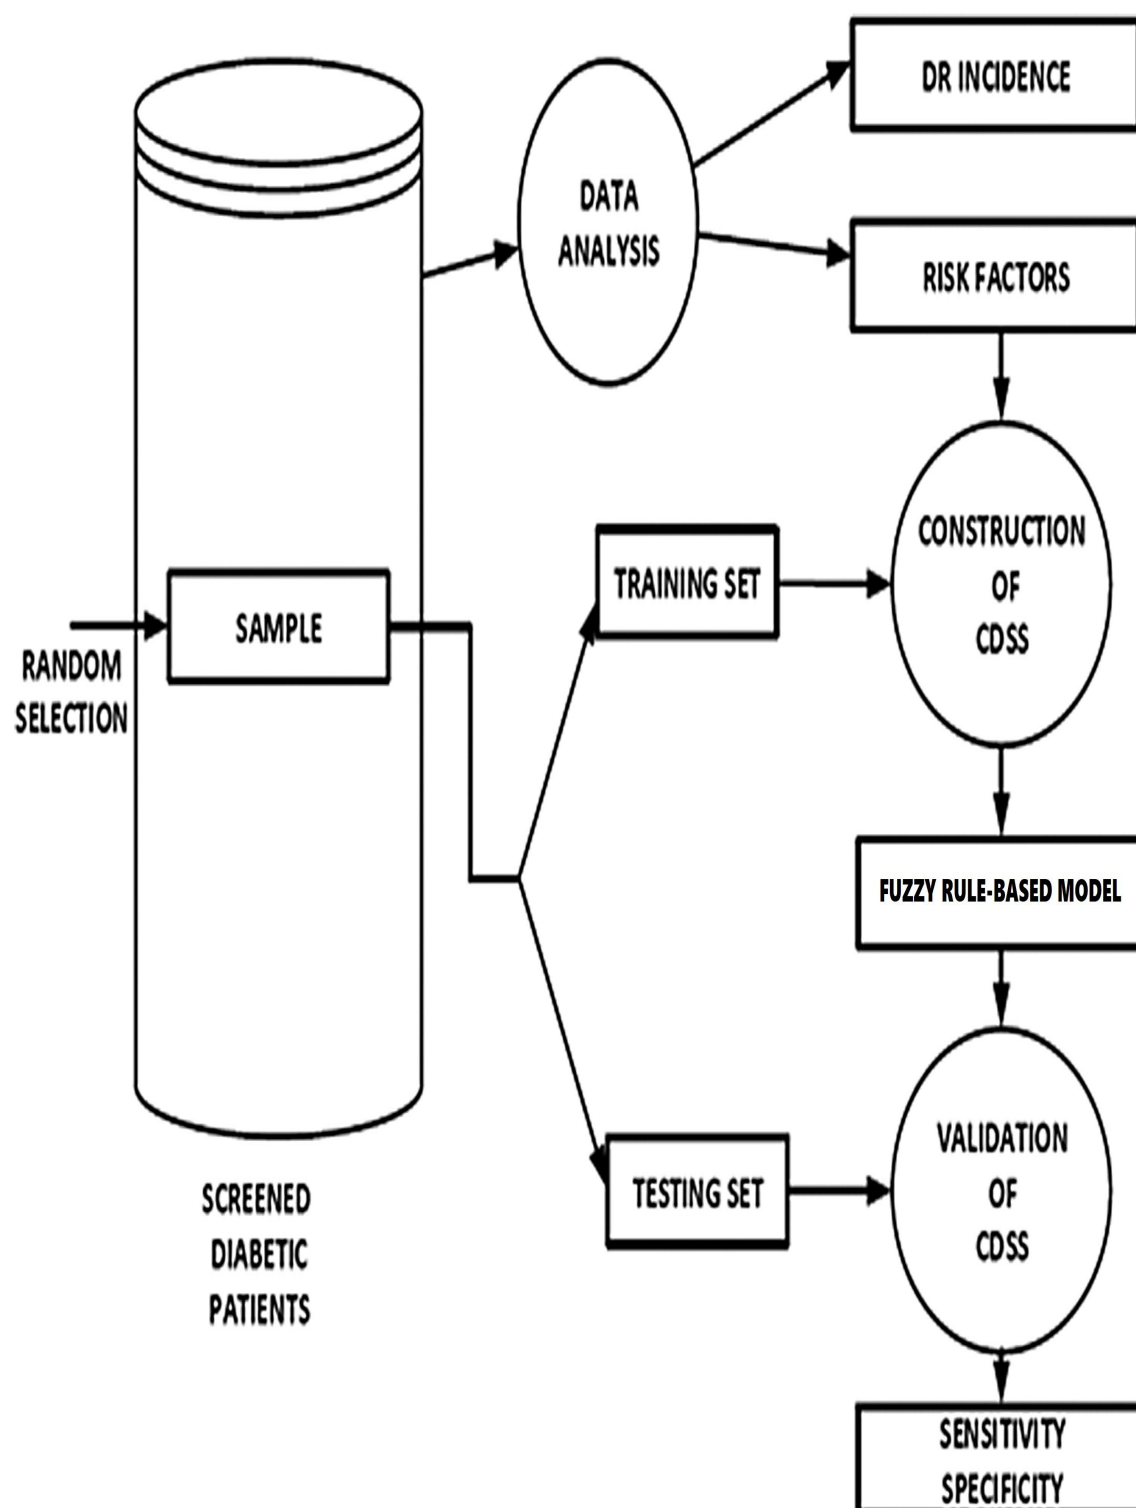 DR INCIDENCE
DATA
ANALYSIS
RISK FACTORS
CONSTRUCTION
OF
CDSS
TRAINING SET
SAMPLE
RANDOM
SELECTION
FUZZY RULE-BASED MODEL
VALIDATION
OF
CDSS
TESTING SET
SCREENED
DIABETIC
PATIENTS
SENSITIVITY
SPECIFICITY